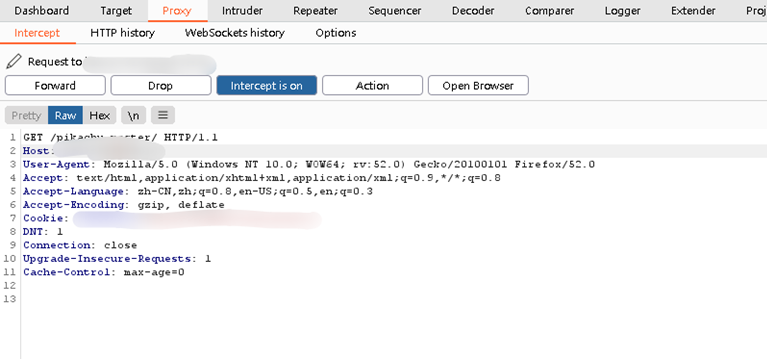 Dashboard Target Proxy Intruder Repeater Sequencer Decoder Comparer Logger Extender Proj
Intercept HTTP history WebSockets history Options
Request to
Forward Drop Intercept is on Action Open Browser
Pretty Raw Hex \n
1 GET /pikachu-master/ HTTP/1.1
2 Host:
3 User-Agent: Mozilla/5.0 (Windows NT 10.0; WOW64; rv:52.0) Gecko/20100101 Firefox/52.0
4 Accept: text/html,application/xhtml+xml,application/xml;q=0.9,*/*;q=0.8
5 Accept-Language: zh-CN,zh;q=0.8,en-US;q=0.5,en;q=0.3
6 Accept-Encoding: gzip, deflate
7 Cookie:
8 DNT: 1
9 Connection: close
10 Upgrade-Insecure-Requests: 1
11 Cache-Control: max-age=0
12
13